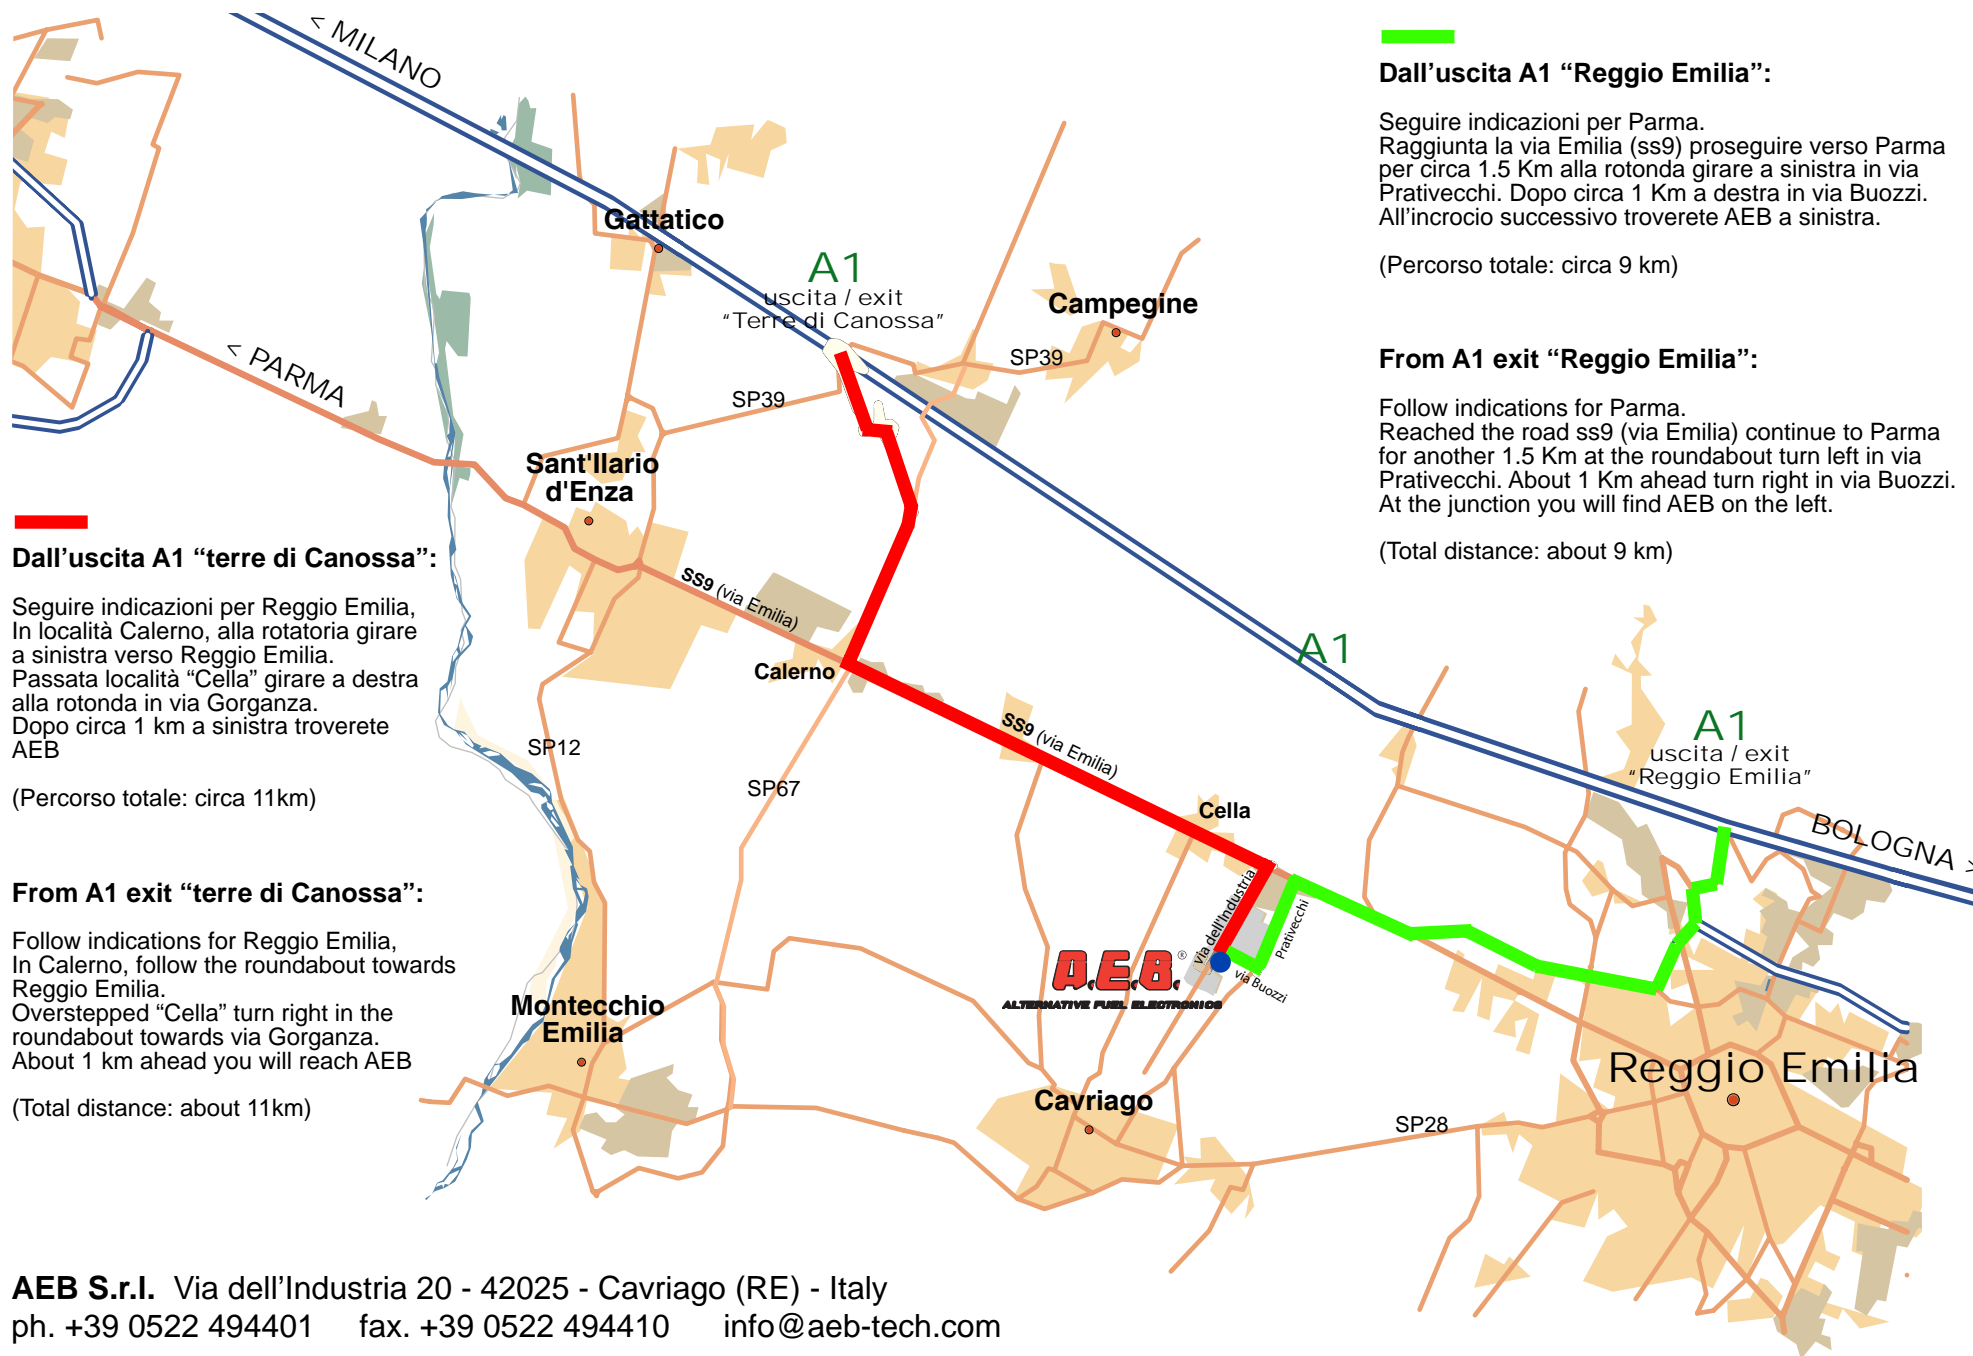 < MILANO
Dall’uscita A1 “Reggio Emilia”:
Seguire indicazioni per Parma.
Raggiunta la via Emilia (ss9) proseguire verso Parma
per circa 1.5 Km alla rotonda girare a sinistra in via
Prativecchi. Dopo circa 1 Km a destra in via Buozzi.
All’incrocio successivo troverete AEB a sinistra.
(Percorso totale: circa 9 km)
From A1 exit “Reggio Emilia”:
Follow indications for Parma.
Reached the road ss9 (via Emilia) continue to Parma
for another 1.5 Km at the roundabout turn left in via
Prativecchi. About 1 Km ahead turn right in via Buozzi.
At the junction you will find AEB on the left.
(Total distance: about 9 km)
Gattatico
A1
uscita / exit
“Terre di Canossa”
Campegine
SP39
SP39
< PARMA
Sant'Ilario
d'Enza
Dall’uscita A1 “terre di Canossa”:
Seguire indicazioni per Reggio Emilia,
In località Calerno, alla rotatoria girare
a sinistra verso Reggio Emilia.
Passata località “Cella” girare a destra
alla rotonda in via Gorganza.
Dopo circa 1 km a sinistra troverete
AEB
(Percorso totale: circa 11km)
From A1 exit “terre di Canossa”:
Follow indications for Reggio Emilia,
In Calerno, follow the roundabout towards
Reggio Emilia.
Overstepped “Cella” turn right in the
roundabout towards via Gorganza.
About 1 km ahead you will reach AEB
(Total distance: about 11km)
SS9 (via Emilia)
Calerno
A1
SS9 (via Emilia)
SP12
SP67
A1
uscita / exit
“Reggio Emilia”
Cella
BOLOGNA >
via dell'Industria
Prativecchi
via Buozzi
A.E.B.®
ALTERNATIVE FUEL ELECTRONICS
Montecchio
Emilia
Reggio Emilia
Cavriago
SP28
AEB S.r.l. Via dell’Industria 20 - 42025 - Cavriago (RE) - Italy
ph. +39 0522 494401 fax. +39 0522 494410 info@aeb-tech.com